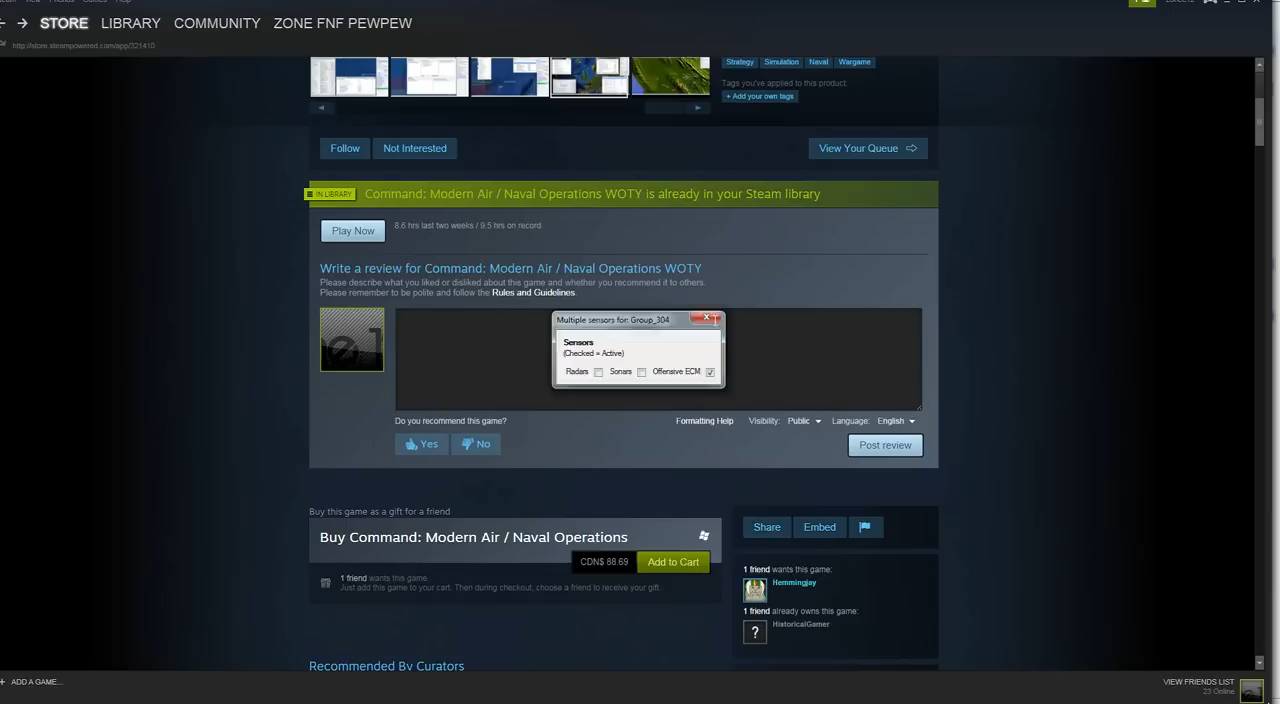 STORE LIBRARY COMMUNITY ZONE FNF PEWPEW
http://store.steampowered.com/app/321410
Strategy Simulation Naval Wargame
Tags you've applied to this product:
+ Add your own tags
Follow Not Interested View Your Queue
IN LIBRARY Command: Modern Air / Naval Operations WOTY is already in your Steam library
Play Now 8.6 hrs last two weeks / 9.5 hrs on record
Write a review for Command: Modern Air / Naval Operations WOTY
Please describe what you liked or disliked about this game and whether you recommend it to others.
Please remember to be polite and follow the Rules and Guidelines.
Multiple sensors for: Group_304
Sensors
(Checked = Active)
Radars Sonars Offensive ECM
Do you recommend this game? Formatting Help Visibility: Public Language: English
Yes No Post review
Buy this game as a gift for a friend
Buy Command: Modern Air / Naval Operations
CDN$ 88.69 Add to Cart
1 friend wants this game.
Just add this game to your cart. Then during checkout, choose a friend to receive your gift.
Share Embed
1 friend wants this game:
Hemmingjay
1 friend already owns this game:
?
HistoricalGamer
Recommended By Curators
+ ADD A GAME...
VIEW FRIENDS LIST
23 Online